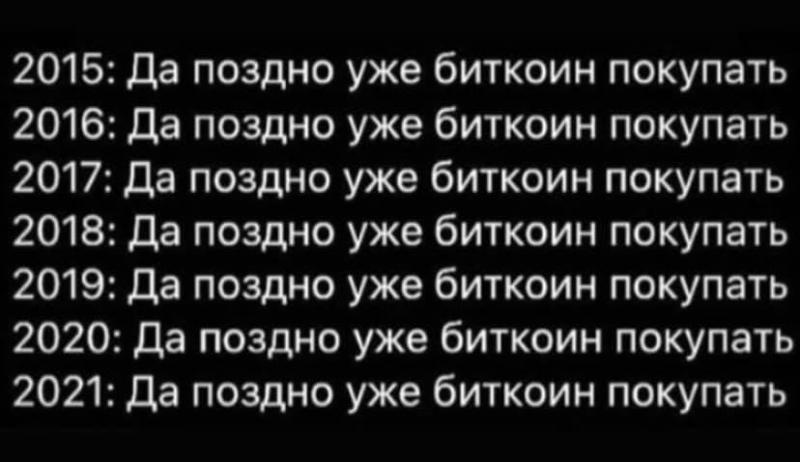 2015: Да поздно уже биткоин покупать
2016: Да поздно уже биткоин покупать
2017: Да поздно уже биткоин покупать
2018: Да поздно уже биткоин покупать
2019: Да поздно уже биткоин покупать
2020: Да поздно уже биткоин покупать
2021: Да поздно уже биткоин покупать